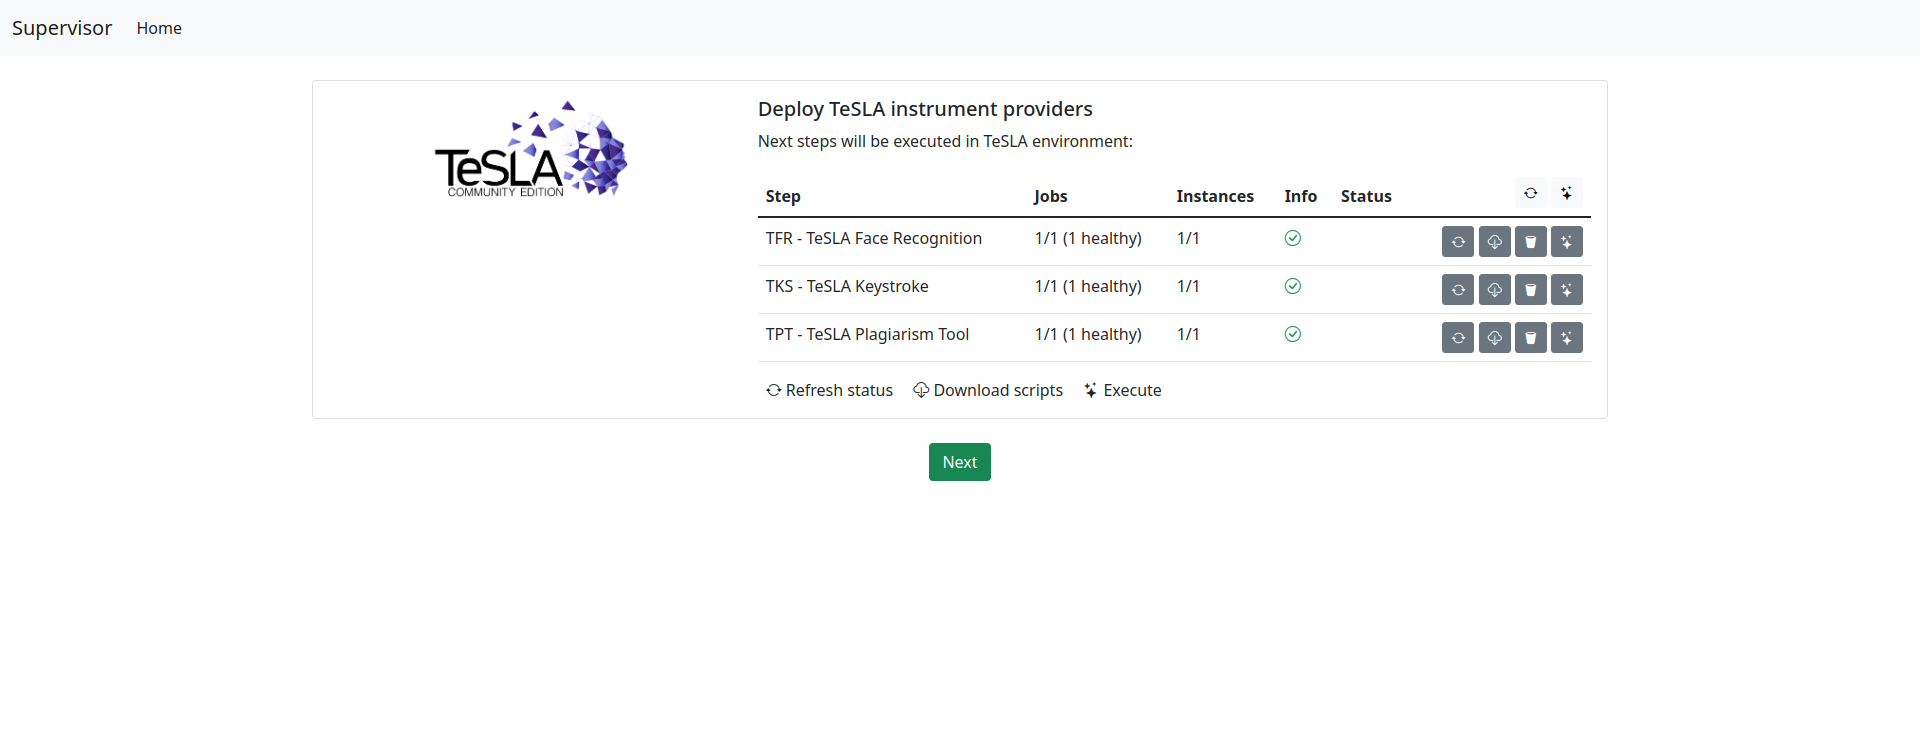 Supervisor Home
TeSLA
COMMUNITY EDITION
Deploy TeSLA instrument providers
Next steps will be executed in TeSLA environment:
Step Jobs Instances Info Status
TFR - TeSLA Face Recognition 1/1 (1 healthy) 1/1
TKS - TeSLA Keystroke 1/1 (1 healthy) 1/1
TPT - TeSLA Plagiarism Tool 1/1 (1 healthy) 1/1
Refresh status Download scripts Execute
Next